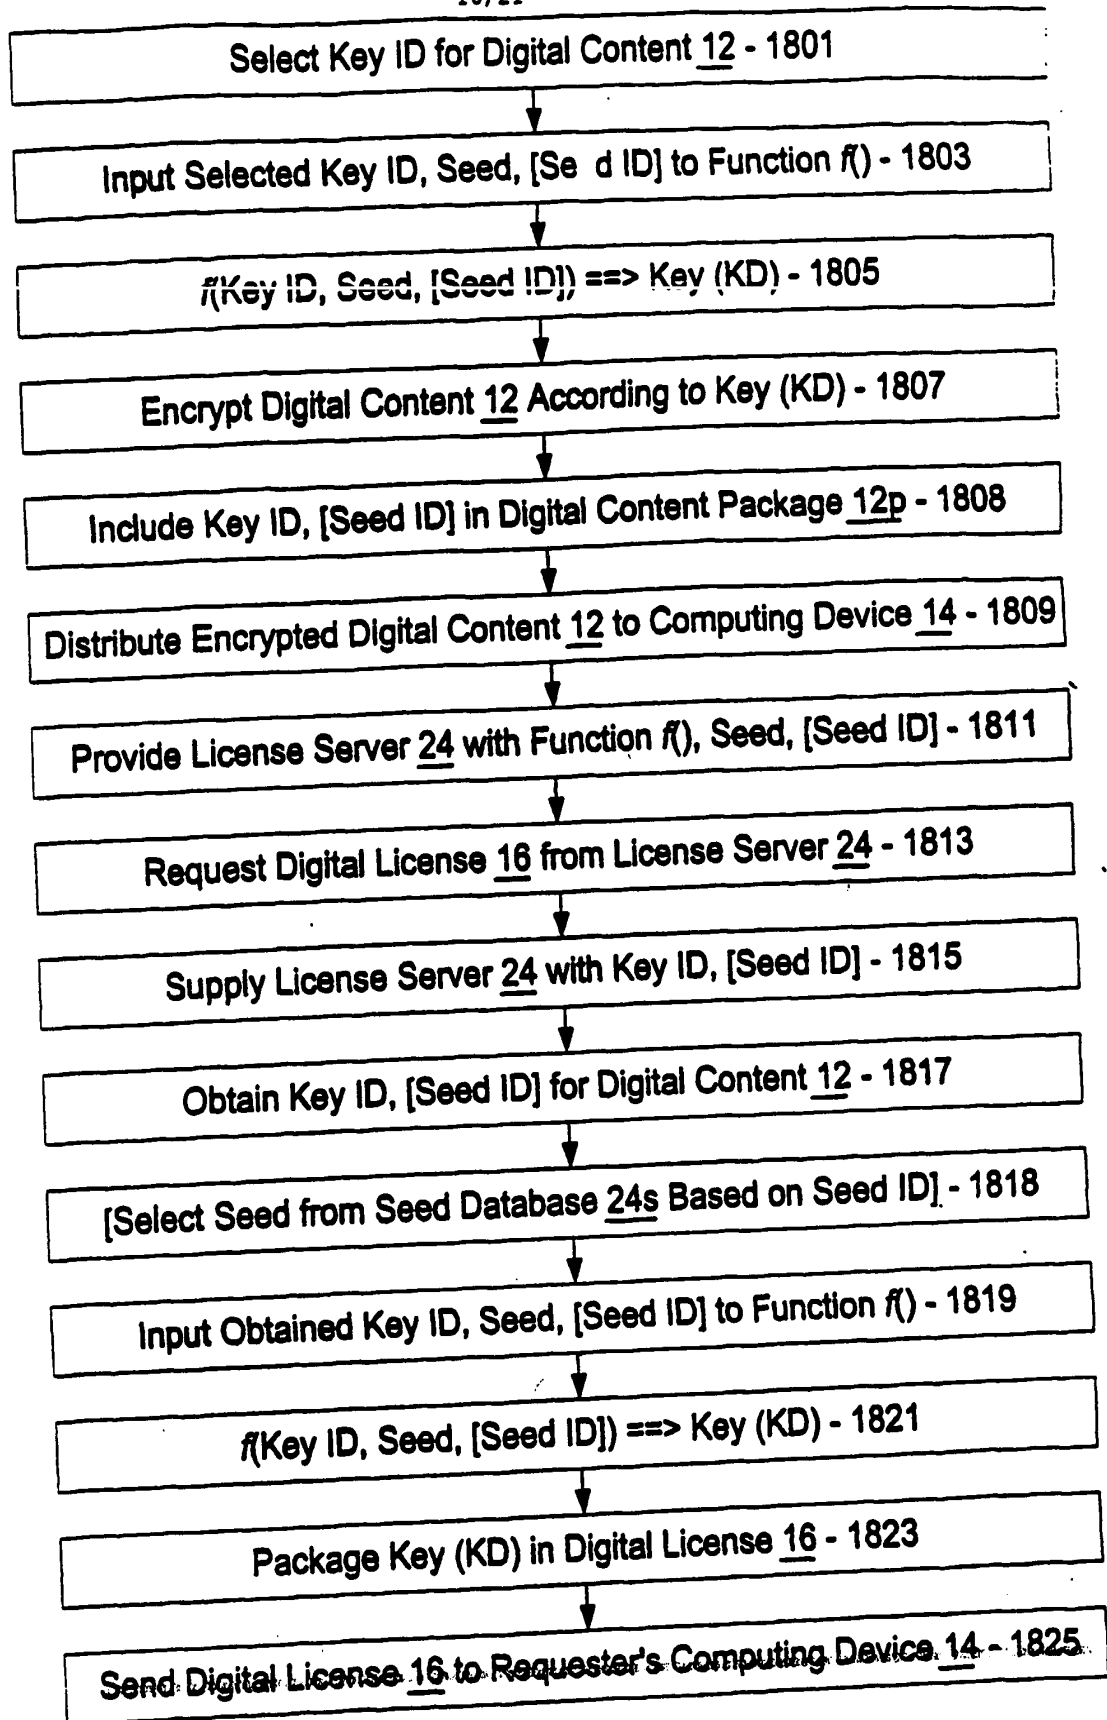 Select Key ID for Digital Content 12 - 1801
Input Selected Key ID, Seed, [Se d ID] to Function f() - 1803
f(Key ID, Seed, [Seed ID]) ==> Key (KD) - 1805
Encrypt Digital Content 12 According to Key (KD) - 1807
Include Key ID, [Seed ID] in Digital Content Package 12p - 1808
Distribute Encrypted Digital Content 12 to Computing Device 14 - 1809
Provide License Server 24 with Function f(), Seed, [Seed ID] - 1811
Request Digital License 16 from License Server 24 - 1813
Supply License Server 24 with Key ID, [Seed ID] - 1815
Obtain Key ID, [Seed ID] for Digital Content 12 - 1817
[Select Seed from Seed Database 24s Based on Seed ID] - 1818
Input Obtained Key ID, Seed, [Seed ID] to Function f() - 1819
f(Key ID, Seed, [Seed ID]) ==> Key (KD) - 1821
Package Key (KD) in Digital License 16 - 1823
Send Digital License 16 to Requester's Computing Device 14 - 1825